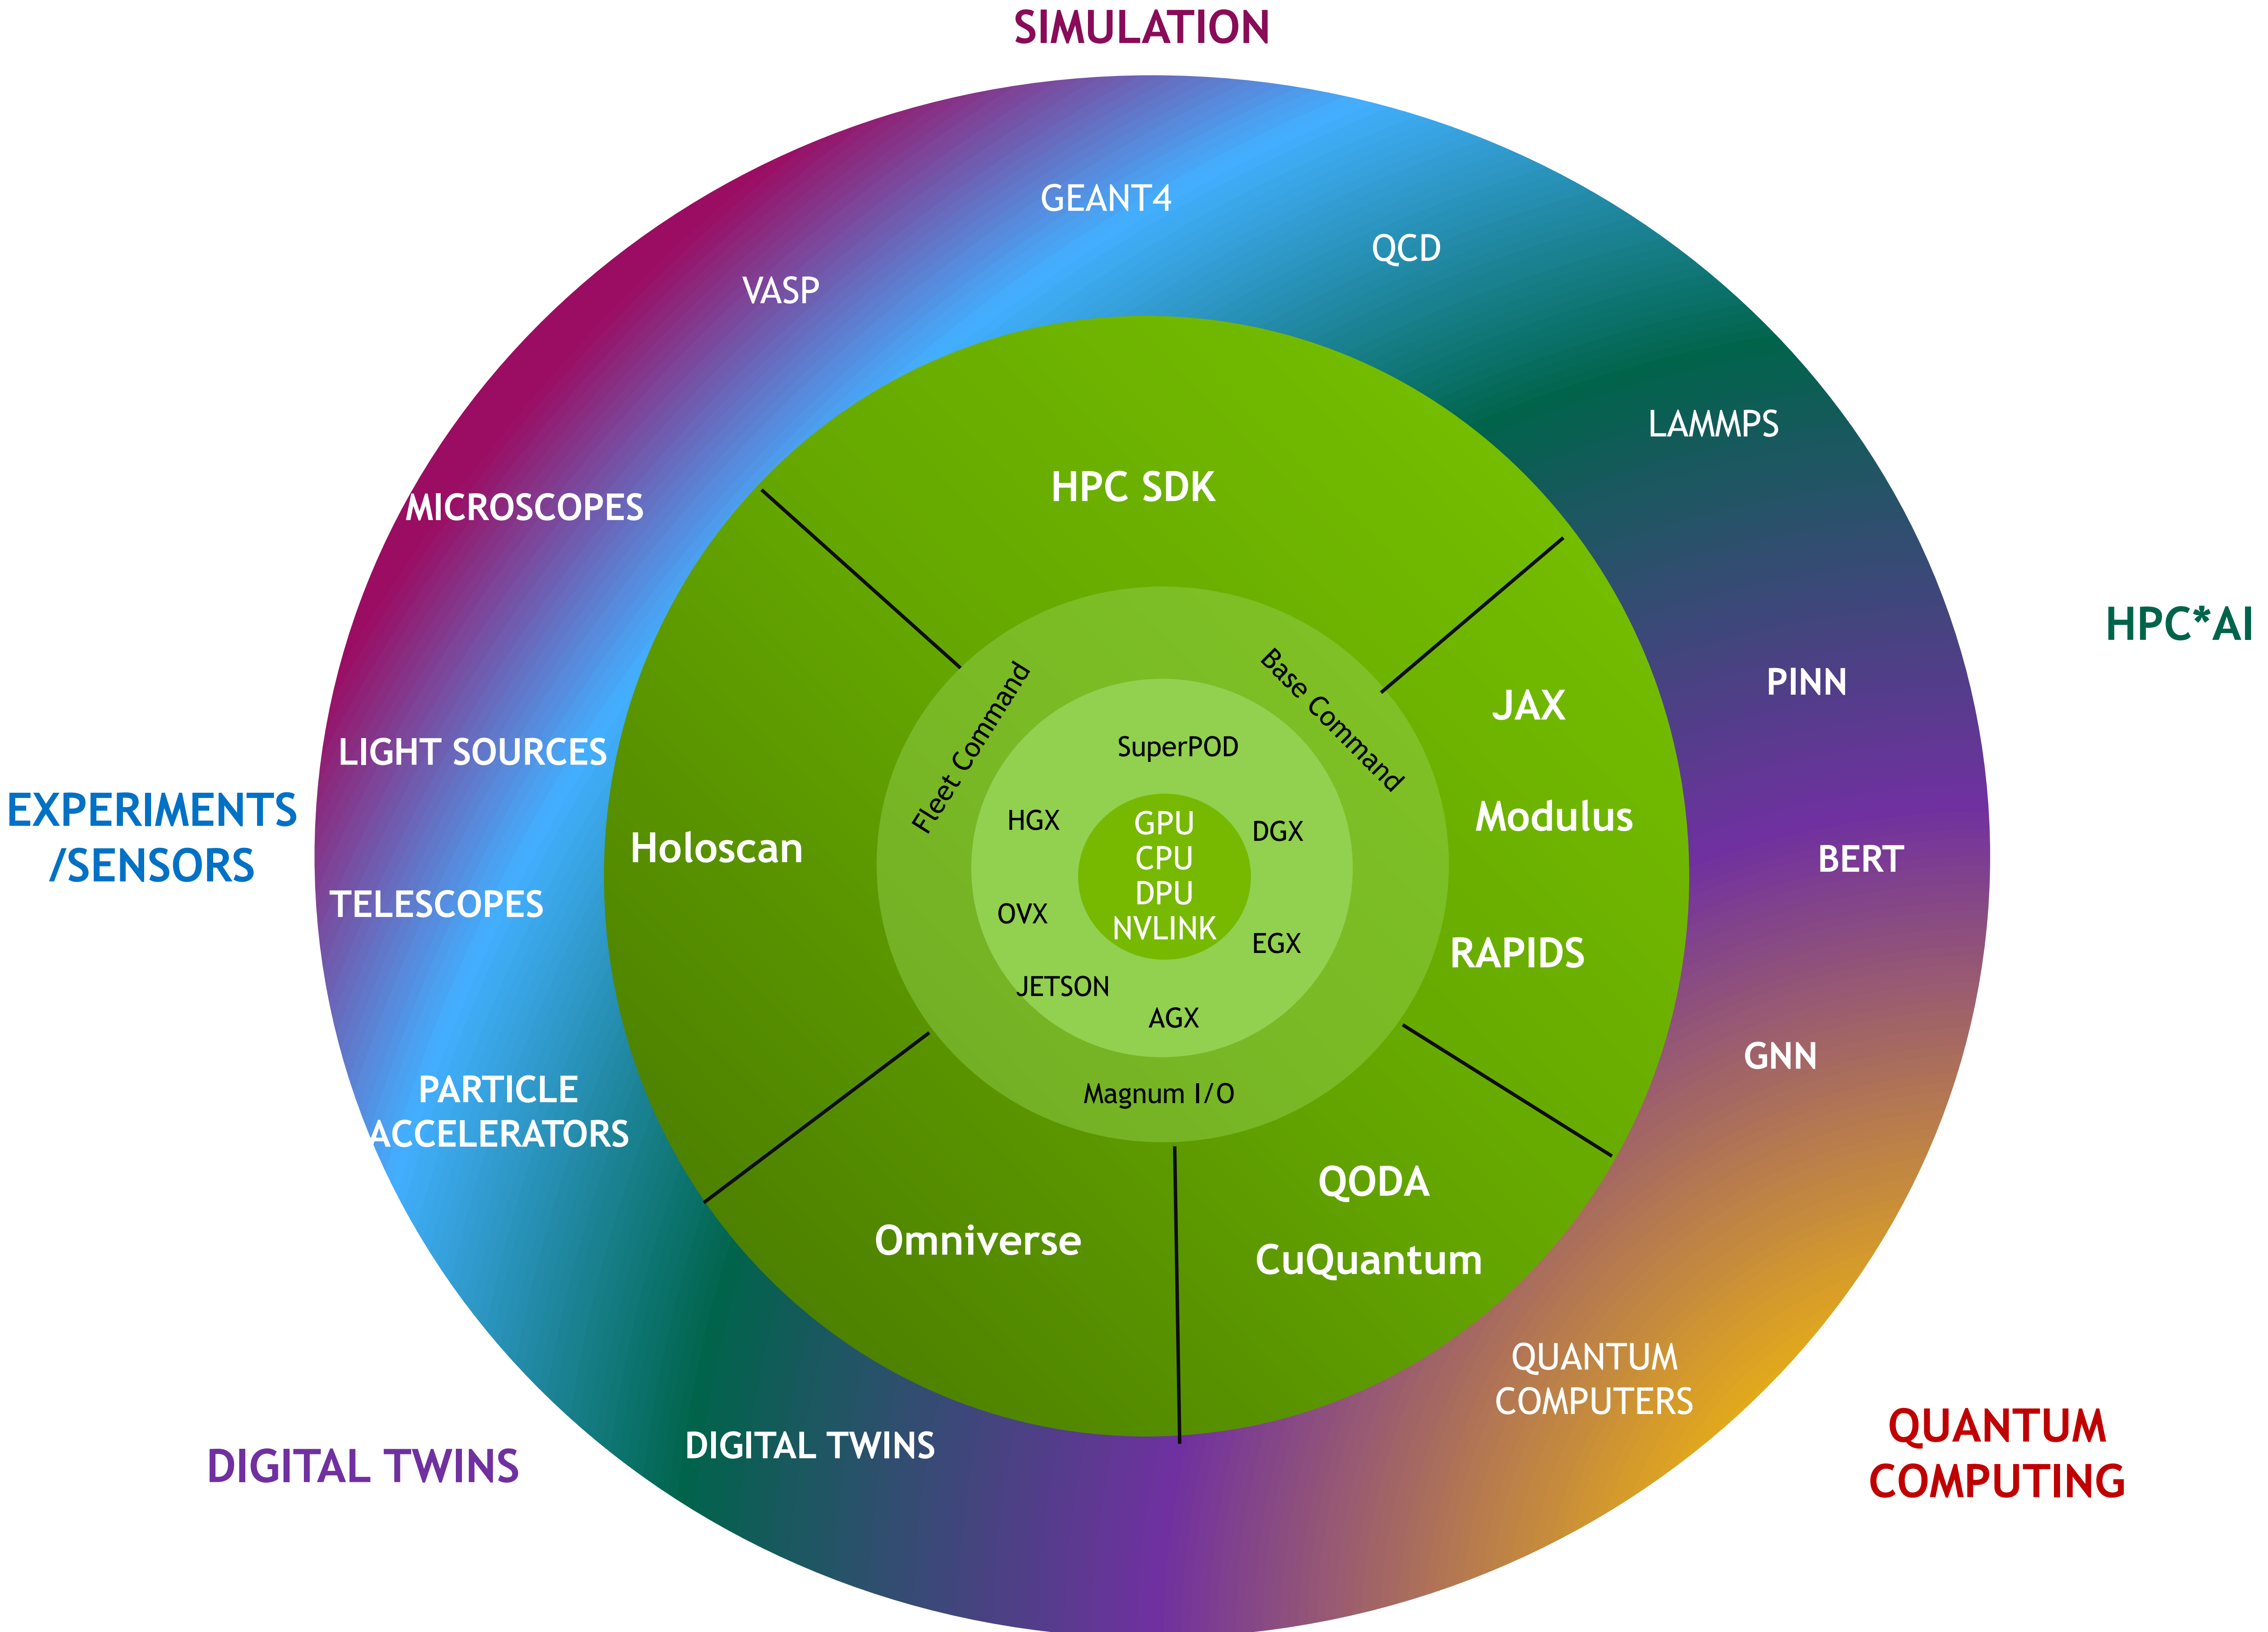 SIMULATION
GEANT4
QCD
VASP
LAMMPS
HPC SDK
MICROSCOPES
HPC*AI
Fleet Command
Base Command
PINN
JAX
SuperPOD
LIGHT SOURCES
EXPERIMENTS
/SENSORS
Holoscan
HGX
GPU
CPU
DPU
NVLINK
DGX
Modulus
BERT
TELESCOPES
OVX
EGX
RAPIDS
JETSON
AGX
GNN
PARTICLE
ACCELERATORS
Magnum I/O
QODA
CuQuantum
Omniverse
QUANTUM
COMPUTERS
DIGITAL TWINS
DIGITAL TWINS
QUANTUM
COMPUTING